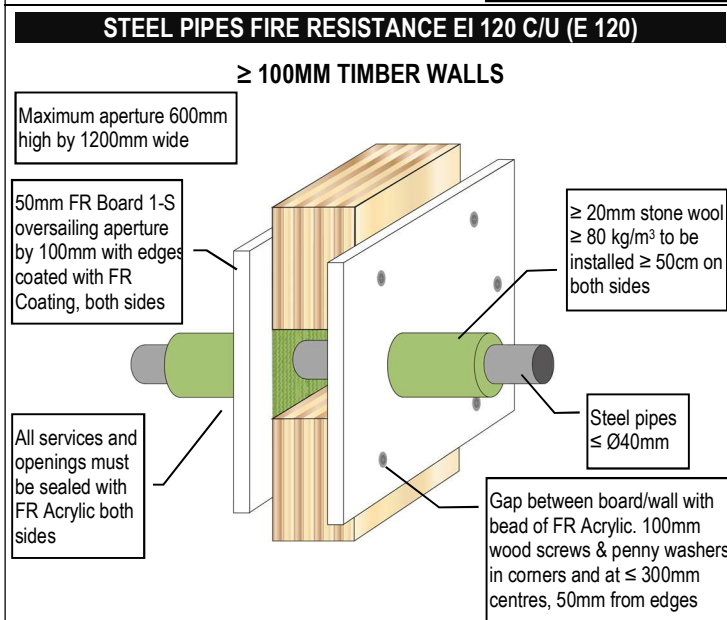 STEEL PIPES FIRE RESISTANCE EI 120 C/U (E 120)
≥ 100MM TIMBER WALLS
Maximum aperture 600mm
high by 1200mm wide
50mm FR Board 1-S
oversailing aperture
by 100mm with edges
coated with FR
Coating, both sides
≥ 20mm stone wool
≥ 80 kg/m³ to be
installed ≥ 50cm on
both sides
All services and
openings must
be sealed with
FR Acrylic both
sides
Steel pipes
≤ Ø40mm
Gap between board/wall with
bead of FR Acrylic. 100mm
wood screws & penny washers
in corners and at ≤ 300mm
centres, 50mm from edges